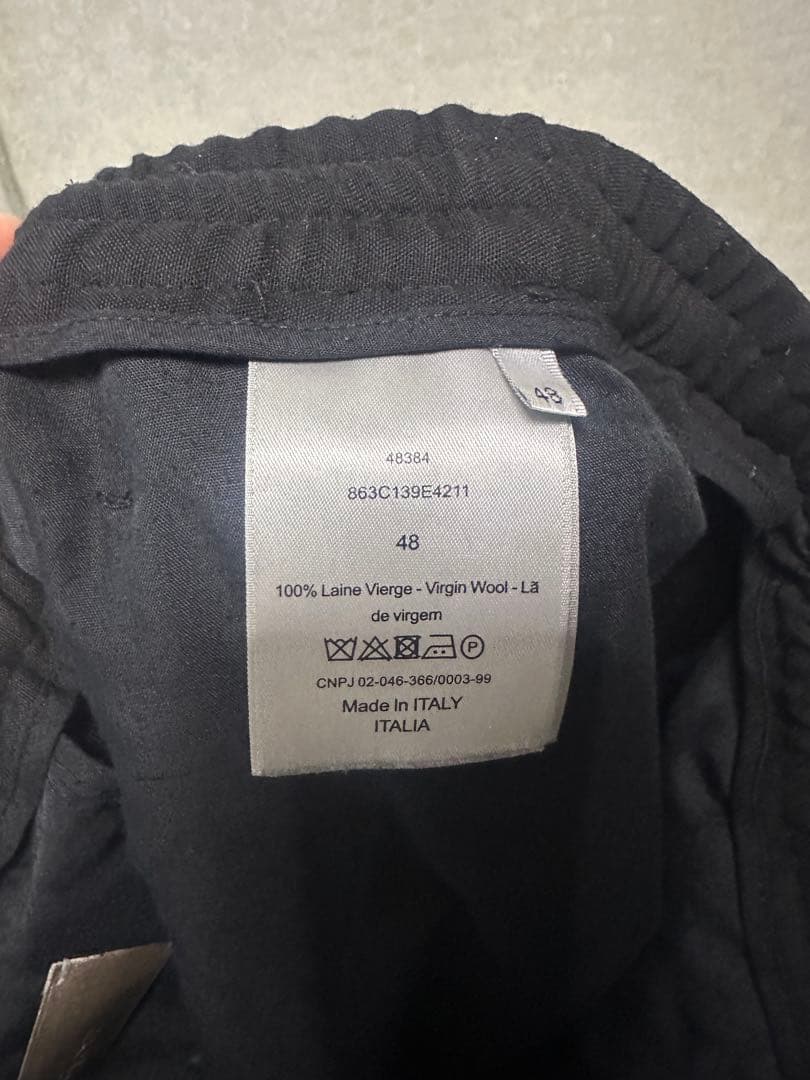 48
48384
863C139E4211
48
100% Laine Vierge - Virgin Wool - Lã
de virgem
P
CNPJ 02-046-366/0003-99
Made In ITALY
ITALIA